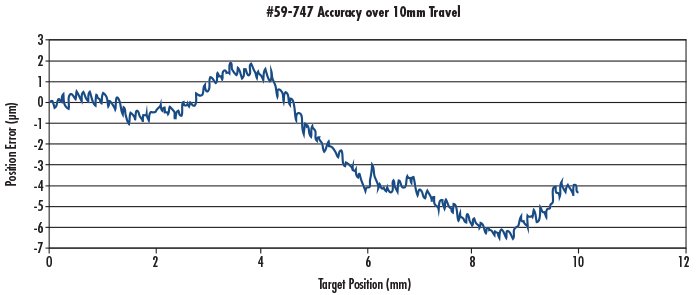 #59-747 Accuracy over 10mm Travel
3
2
1
0
-1
-2
-3
-4
-5
-6
-7
Position Error (µm)
0 2 4 6 8 10 12
Target Position (mm)